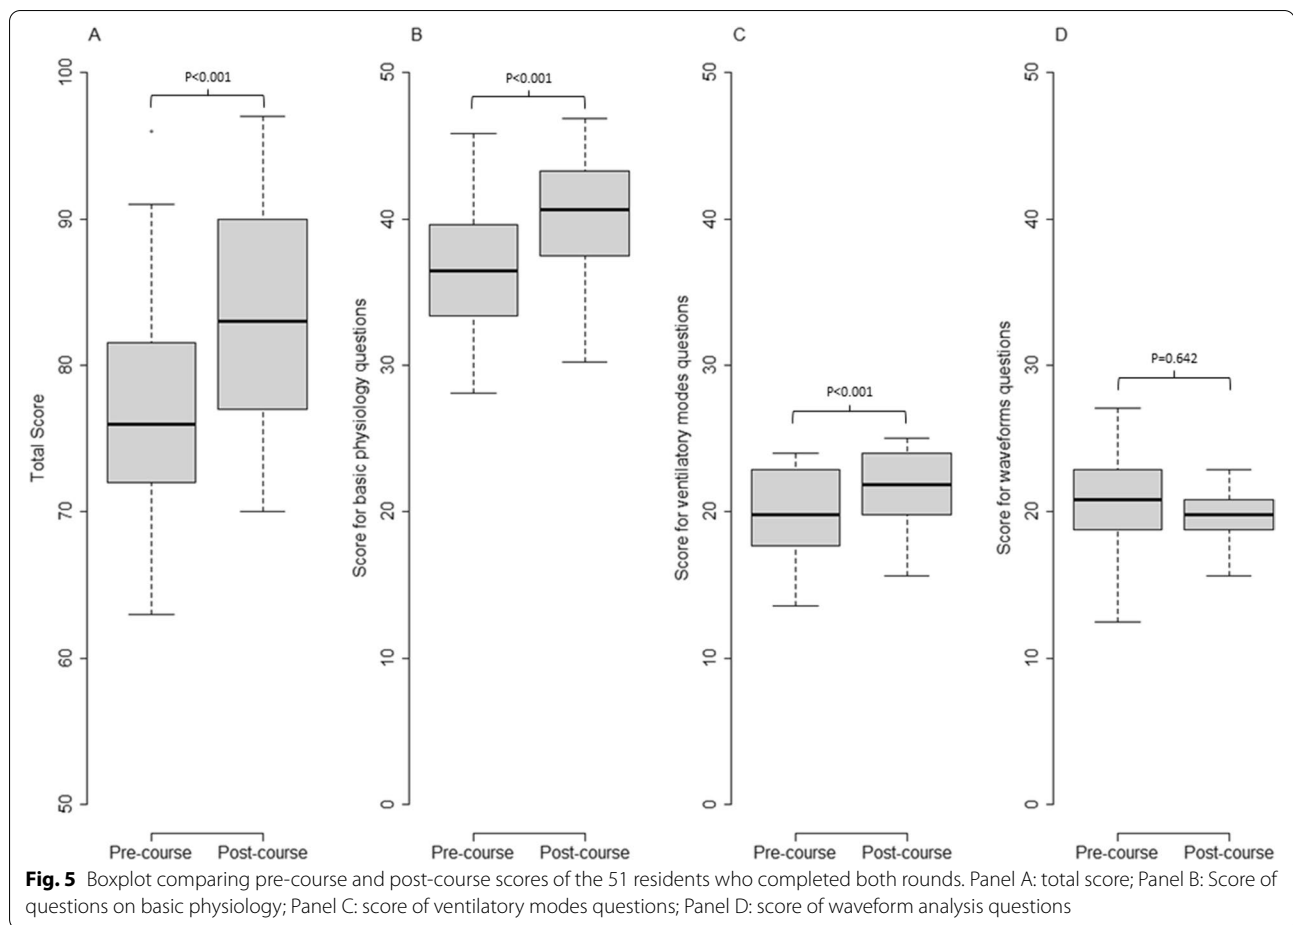 A
Total Score
100
90
80
70
60
50
P<0.001
Pre-course Post-course
B
Score for basic physiology questions
50
40
30
20
10
0
P<0.001
Pre-course Post-course
C
Score for ventilatory modes questions
50
40
30
20
10
0
P<0.001
Pre-course Post-course
D
Score for waveforms questions
50
40
30
20
10
0
P=0.642
Pre-course Post-course
Fig. 5 Boxplot comparing pre-course and post-course scores of the 51 residents who completed both rounds. Panel A: total score; Panel B: Score of
questions on basic physiology; Panel C: score of ventilatory modes questions; Panel D: score of waveform analysis questions